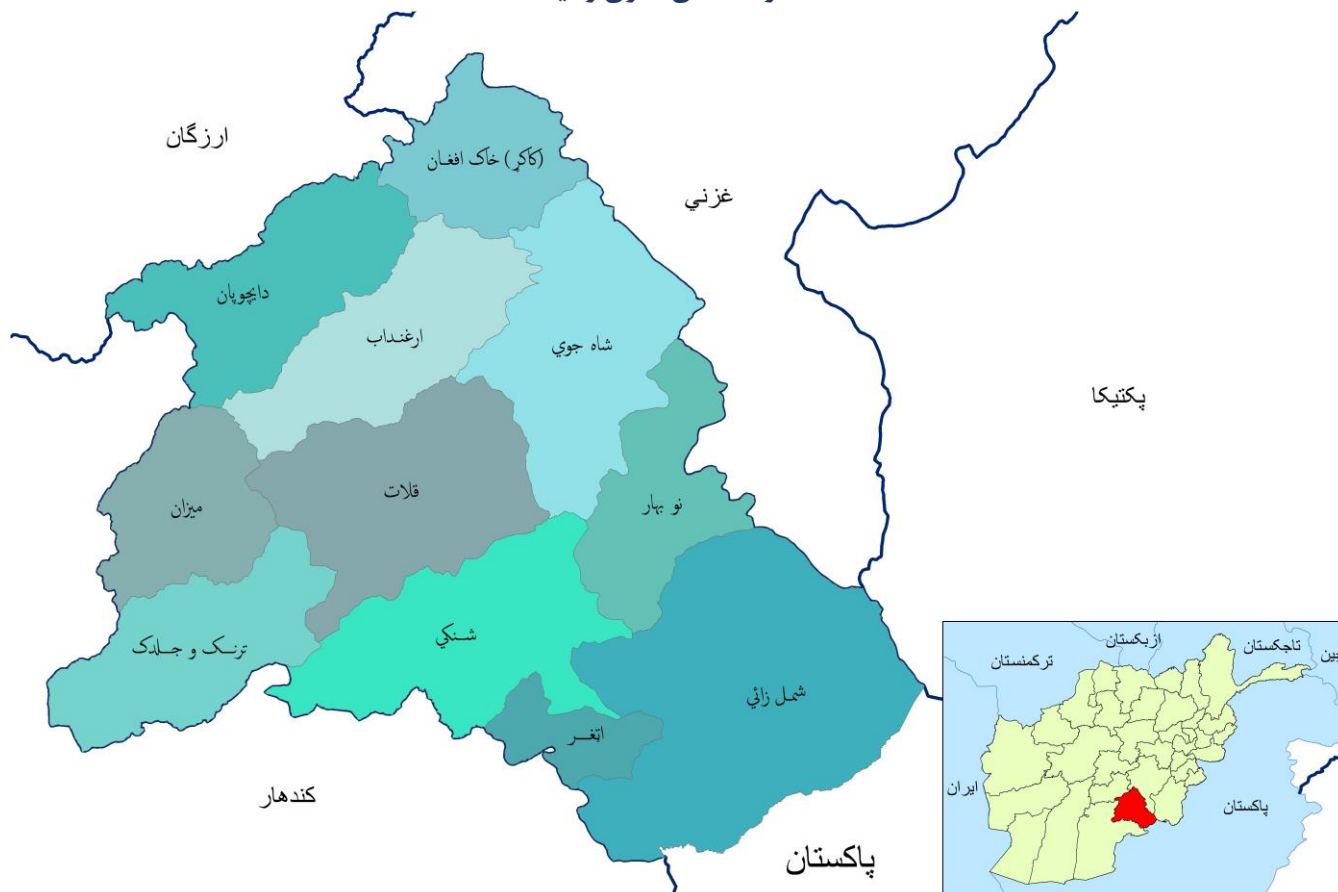 ارزگان
(کاکړ) خاک افغان
غزني
دایچوپان
ارغنداب
شاه جوي
پکتیکا
میزان
قلات
نو بهار
ترنک و جلدک
شنکي
شمل زائي
اتغر
کندهار
پاکستان
ازبکستان
تاجکستان
ترکمنستان
ایران
پاکستان